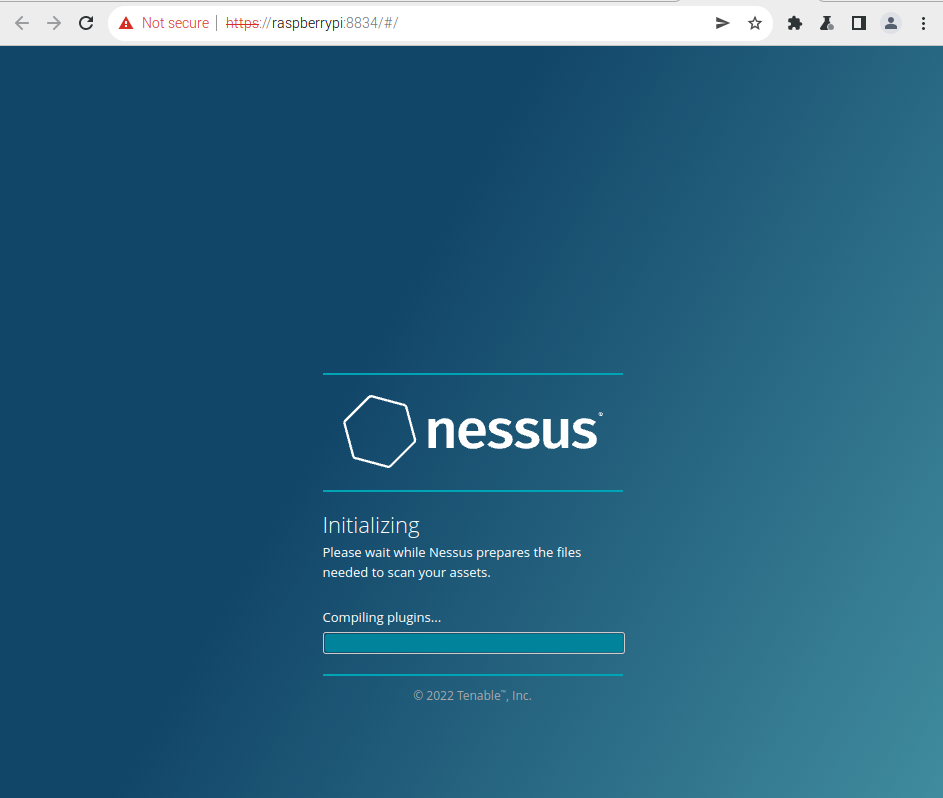 Not secure | https://raspberrypi:8834/#/
nessus®
Initializing
Please wait while Nessus prepares the files
needed to scan your assets.
Compiling plugins...
© 2022 Tenable™, Inc.